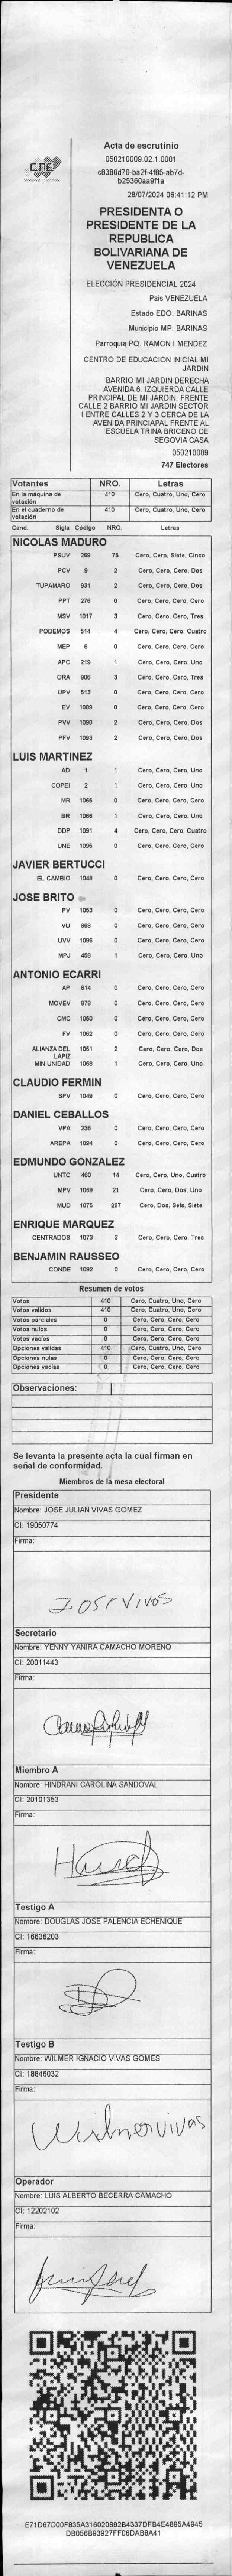 CNE
Acta de escrutinio
050210009.02.1.0001
c8380d70-ba2f-4f85-ab7d-
b25360aa9f1a
28/07/2024 06:41:12 PM
PRESIDENTA O
PRESIDENTE DE LA
REPUBLICA
BOLIVARIANA DE
VENEZUELA
ELECCIÓN PRESIDENCIAL 2024
Pais VENEZUELA
Estado EDO. BARINAS
Municipio MP. BARINAS
Parroquia PQ. RAMON I MENDEZ
CENTRO DE EDUCACION INICIAL MI
JARDIN
BARRIO MI JARDIN DERECHA
AVENIDA 6. IZQUIERDA CALLE
PRINCIPAL DE MI JARDIN. FRENTE
CALLE 2 BARRIO MI JARDIN SECTOR
I ENTRE CALLES 2 Y 3 CERCA DE LA
AVENIDA PRINCIAPAL FRENTE AL
ESCUELA TRINA BRICENO DE
SEGOVIA CASA
050210009
747 Electores
Votantes NRO. Letras
En la máquina de
votación 410 Cero, Cuatro, Uno, Cero
En el cuaderno de
votación 410 Cero, Cuatro, Uno, Cero
Cand. Sigla Código NRO. Letras
NICOLAS MADURO
PSUV 269 75 Cero, Cero, Siete, Cinco
PCV 9 2 Cero, Cero, Cero, Dos
TUPAMARO 931 2 Cero, Cero, Cero, Dos
PPT 276 0 Cero, Cero, Cero, Cero
MSV 1017 3 Cero, Cero, Cero, Tres
PODEMOS 514 4 Cero, Cero, Cero, Cuatro
MEP 6 0 Cero, Cero, Cero, Cero
APC 219 1 Cero, Cero, Cero, Uno
ORA 906 3 Cero, Cero, Cero, Tres
UPV 513 0 Cero, Cero, Cero, Cero
EV 1089 0 Cero, Cero, Cero, Cero
PVV 1090 2 Cero, Cero, Cero, Dos
PFV 1093 2 Cero, Cero, Cero, Dos
LUIS MARTINEZ
AD 1 1 Cero, Cero, Cero, Uno
COPEI 2 1 Cero, Cero, Cero, Uno
MR 1065 0 Cero, Cero, Cero, Cero
BR 1066 1 Cero, Cero, Cero, Uno
DDP 1091 4 Cero, Cero, Cero, Cuatro
UNE 1095 0 Cero, Cero, Cero, Cero
JAVIER BERTUCCI
EL CAMBIO 1048 0 Cero, Cero, Cero, Cero
JOSE BRITO
PV 1053 0 Cero, Cero, Cero, Cero
VU 868 0 Cero, Cero, Cero, Cero
UVV 1096 0 Cero, Cero, Cero, Cero
MPJ 458 1 Cero, Cero, Cero, Uno
ANTONIO ECARRI
AP 814 0 Cero, Cero, Cero, Cero
MOVEV 878 0 Cero, Cero, Cero, Cero
CMC 1050 0 Cero, Cero, Cero, Cero
FV 1062 0 Cero, Cero, Cero, Cero
ALIANZA DEL
LAPIZ 1051 2 Cero, Cero, Cero, Dos
MIN UNIDAD 1068 1 Cero, Cero, Cero, Uno
CLAUDIO FERMIN
SPV 1049 0 Cero, Cero, Cero, Cero
DANIEL CEBALLOS
VPA 236 0 Cero, Cero, Cero, Cero
AREPA 1094 0 Cero, Cero, Cero, Cero
EDMUNDO GONZALEZ
UNTC 460 14 Cero, Cero, Uno, Cuatro
MPV 1069 21 Cero, Cero, Dos, Uno
MUD 1075 267 Cero, Dos, Seis, Siete
ENRIQUE MARQUEZ
CENTRADOS 1073 3 Cero, Cero, Cero, Tres
BENJAMIN RAUSSEO
CONDE 1092 0 Cero, Cero, Cero, Cero
Resumen de votos
Votos 410 Cero, Cuatro, Uno, Cero
Votos validos 410 Cero, Cuatro, Uno, Cero
Votos parciales 0 Cero, Cero, Cero, Cero
Votos nulos 0 Cero, Cero, Cero, Cero
Votos vacios 0 Cero, Cero, Cero, Cero
Opciones validas 410 Cero, Cuatro, Uno, Cero
Opciones nulas 0 Cero, Cero, Cero, Cero
Opciones vacias 0 Cero, Cero, Cero, Cero
Observaciones:
Se levanta la presente acta la cual firman en
señal de conformidad.
Miembros de la mesa electoral
Presidente
Nombre: JOSE JULIAN VIVAS GOMEZ
CI: 19050774
Firma:
JOSE VIVAS
Secretario
Nombre: YENNY YANIRA CAMACHO MORENO
CI: 20011443
Firma:
Miembro A
Nombre: HINDRANI CAROLINA SANDOVAL
CI: 20101353
Firma:
Testigo A
Nombre: DOUGLAS JOSE PALENCIA ECHENIQUE
CI: 16636203
Firma:
Testigo B
Nombre: WILMER IGNACIO VIVAS GOMES
CI: 18846032
Firma:
Wilmer Vivas
Operador
Nombre: LUIS ALBERTO BECERRA CAMACHO
CI: 12202102
Firma:
E71D67D00F835A316020892B4337DFB4E4895A4945
DB056B93927FF06DAB8A41